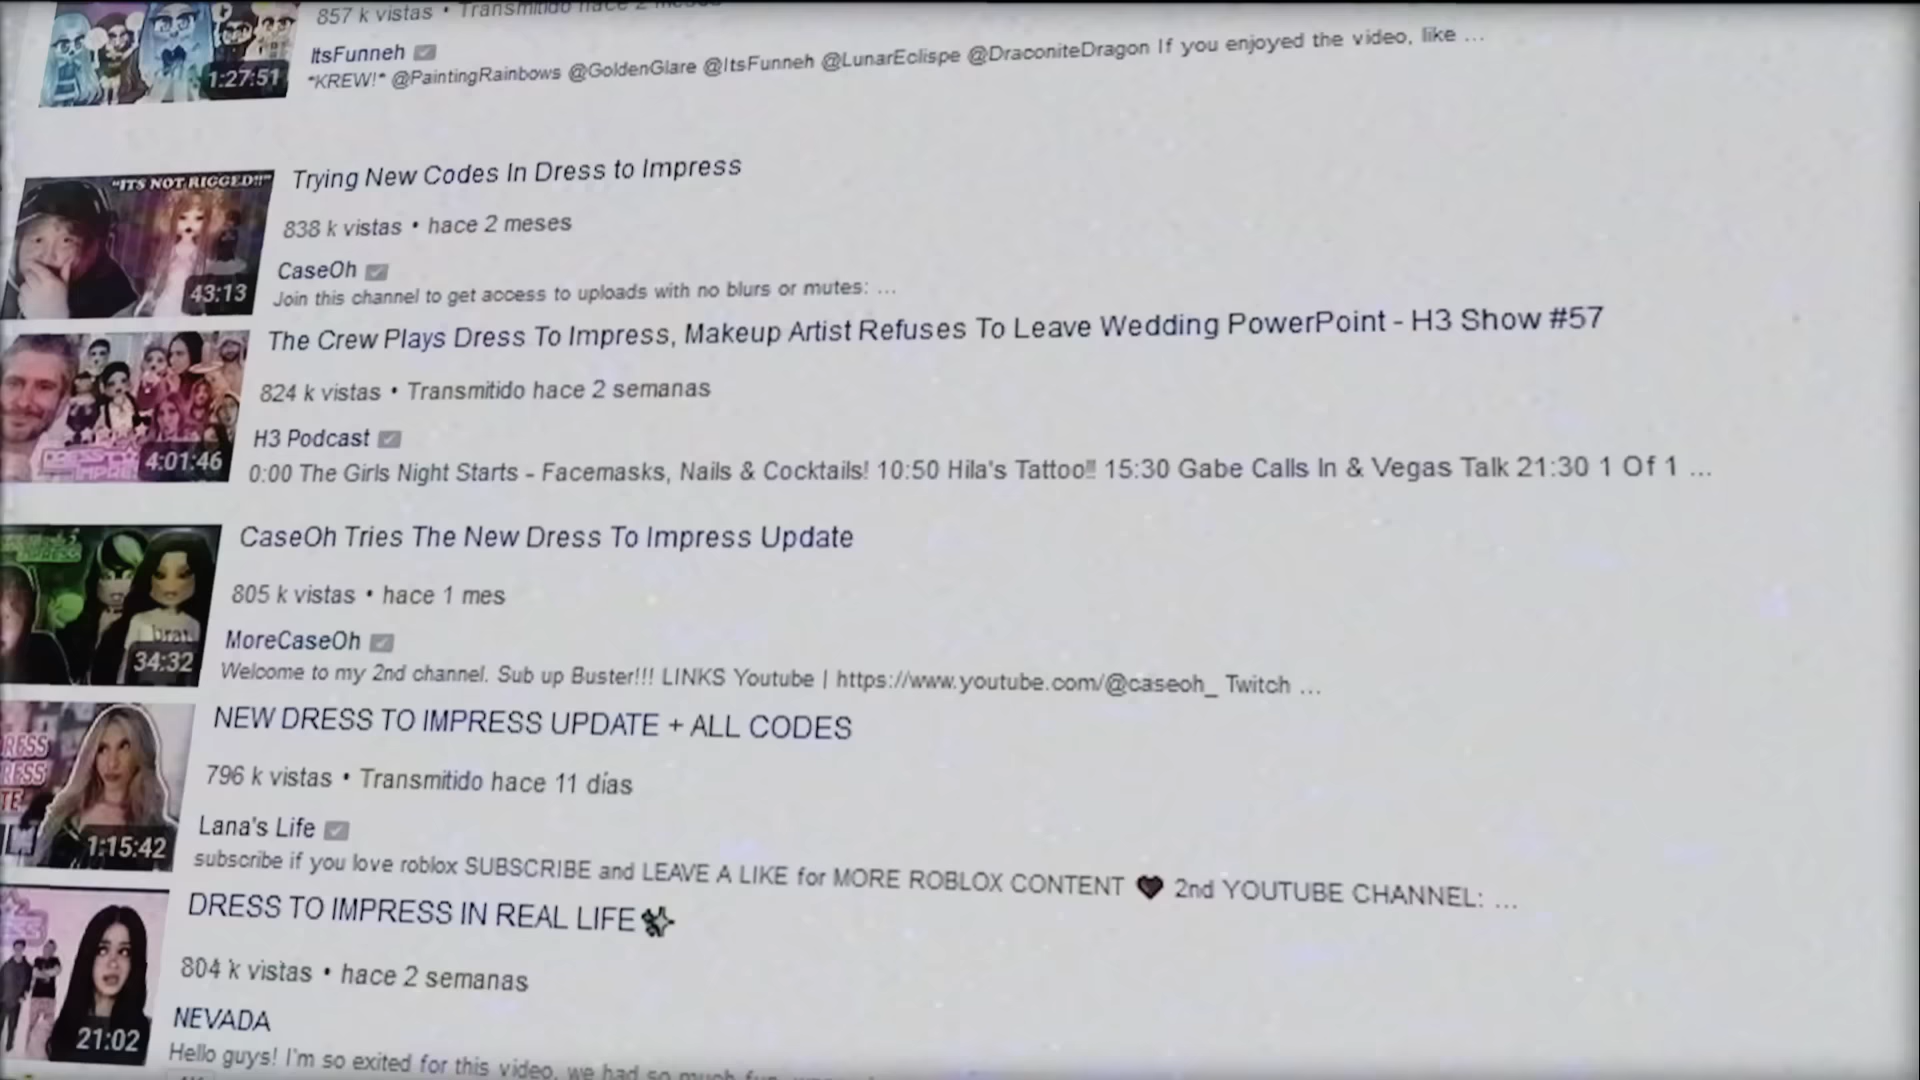 857 k vistas • Transmitido hace 2 meses
ItsFunneh
1:27:51
*KREW!* @PaintingRainbows @GoldenGlare @ItsFunneh @LunarEclispe @DraconiteDragon If you enjoyed the video, like ...
"ITS NOT RIGGED!!"
Trying New Codes In Dress to Impress
838 k vistas • hace 2 meses
CaseOh
43:13
Join this channel to get access to uploads with no blurs or mutes: ...
The Crew Plays Dress To Impress, Makeup Artist Refuses To Leave Wedding PowerPoint - H3 Show #57
824 k vistas • Transmitido hace 2 semanas
H3 Podcast
4:01:46
0:00 The Girls Night Starts - Facemasks, Nails & Cocktails! 10:50 Hila's Tattoo!! 15:30 Gabe Calls In & Vegas Talk 21:30 1 Of 1 ...
CaseOh Tries The New Dress To Impress Update
805 k vistas • hace 1 mes
brat
MoreCaseOh
34:32
Welcome to my 2nd channel. Sub up Buster!!! LINKS Youtube | https://www.youtube.com/@caseoh_ Twitch ...
NEW DRESS TO IMPRESS UPDATE + ALL CODES
796 k vistas • Transmitido hace 11 días
Lana's Life
1:15:42
subscribe if you love roblox SUBSCRIBE and LEAVE A LIKE for MORE ROBLOX CONTENT 🖤 2nd YOUTUBE CHANNEL: ...
DRESS TO IMPRESS IN REAL LIFE✨
804 k vistas • hace 2 semanas
NEVADA
21:02
Hello guys! I'm so exited for this video, we had so much fun